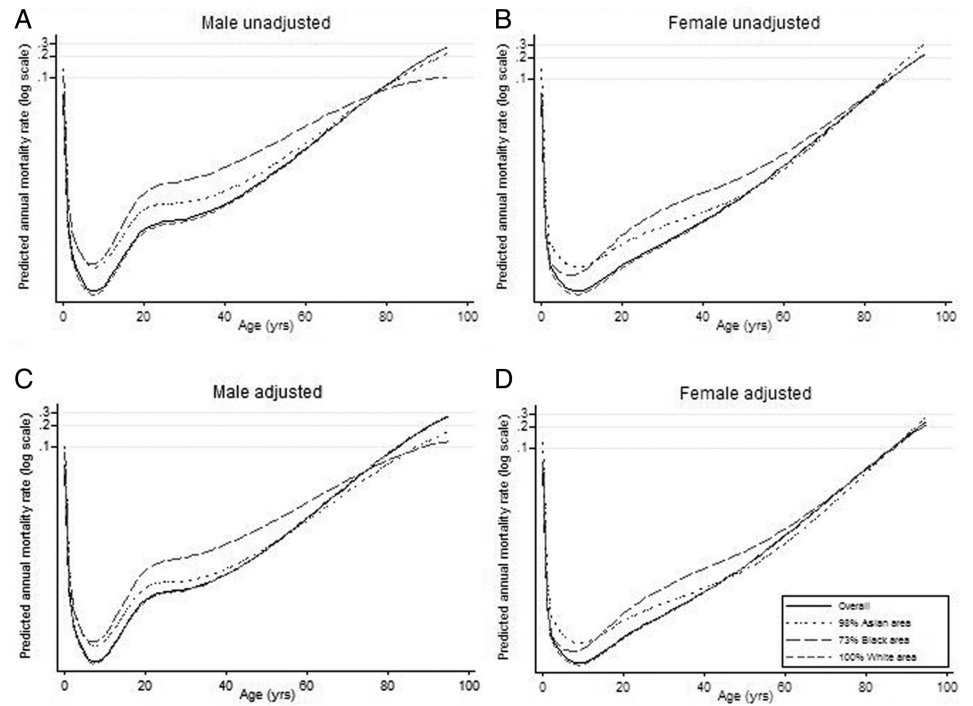 A
Male unadjusted
Predicted annual mortality rate (log scale)
.3
.2
.1
0 20 40 60 80 100
Age (yrs)
B
Female unadjusted
Predicted annual mortality rate (log scale)
.3
.2
.1
0 20 40 60 80 100
Age (yrs)
C
Male adjusted
Predicted annual mortality rate (log scale)
.3
.2
.1
0 20 40 60 80 100
Age (yrs)
D
Female adjusted
Predicted annual mortality rate (log scale)
.3
.2
.1
0 20 40 60 80 100
Age (yrs)
Overall
98% Asian area
73% Black area
100% White area